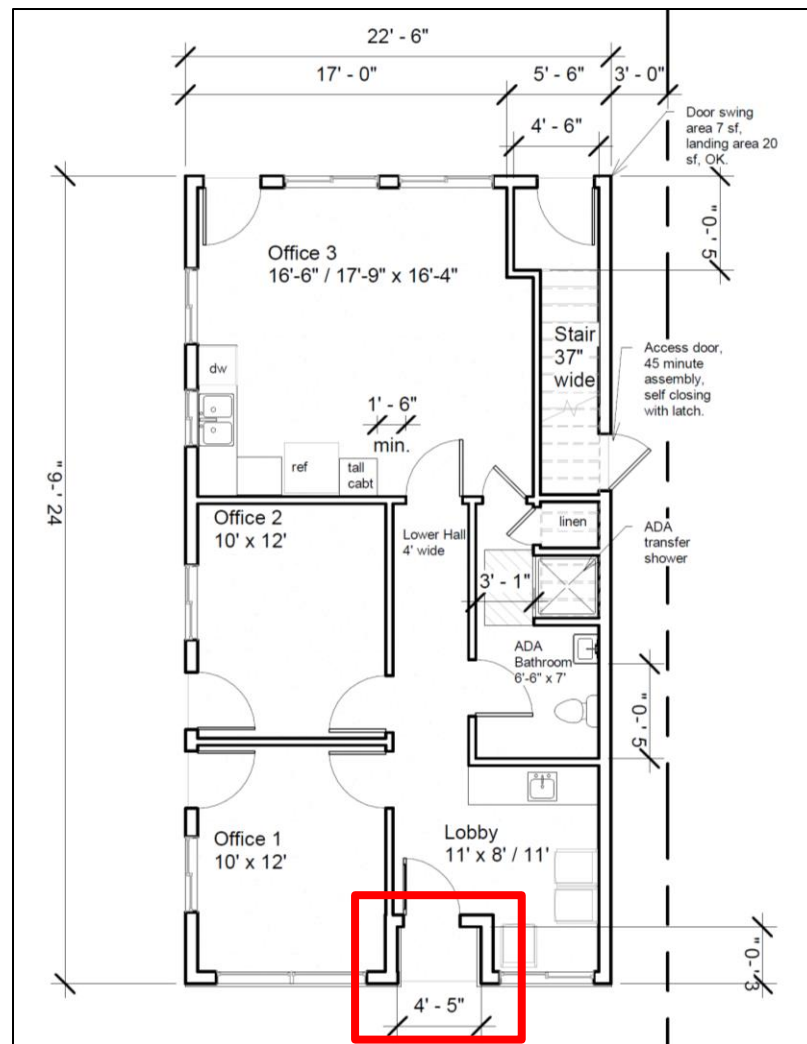 22' - 6"
17' - 0"
5' - 6"
3' - 0"
4' - 6"
Door swing
area 7 sf,
landing area 20
sf, OK.
" 0- ' 5
Office 3
16'-6" / 17'-9" x 16'-4"
Stair
37"
wide
Access door,
45 minute
assembly,
self closing
with latch.
dw
1' - 6"
min.
ref
tall
cabt
" 9- ' 24
Office 2
10' x 12'
Lower Hall
4' wide
linen
ADA
transfer
shower
3' - 1"
ADA
Bathroom
6'-6" x 7'
" 0- ' 5
Office 1
10' x 12'
Lobby
11' x 8' / 11'
" 0- ' 3
4' - 5"